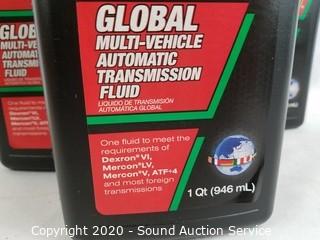 GLOBAL
MULTI-VEHICLE
AUTOMATIC
TRANSMISSION
FLUID
LIQUIDO DE TRANSMISIÓN
AUTOMÁTICA GLOBAL
One fluid to meet the
requirements of
Dexron® VI,
Mercon® LV,
Mercon® V, ATF+4
and most foreign
transmissions
1 Qt (946 mL)
Copyright 2020 - Sound Auction Service